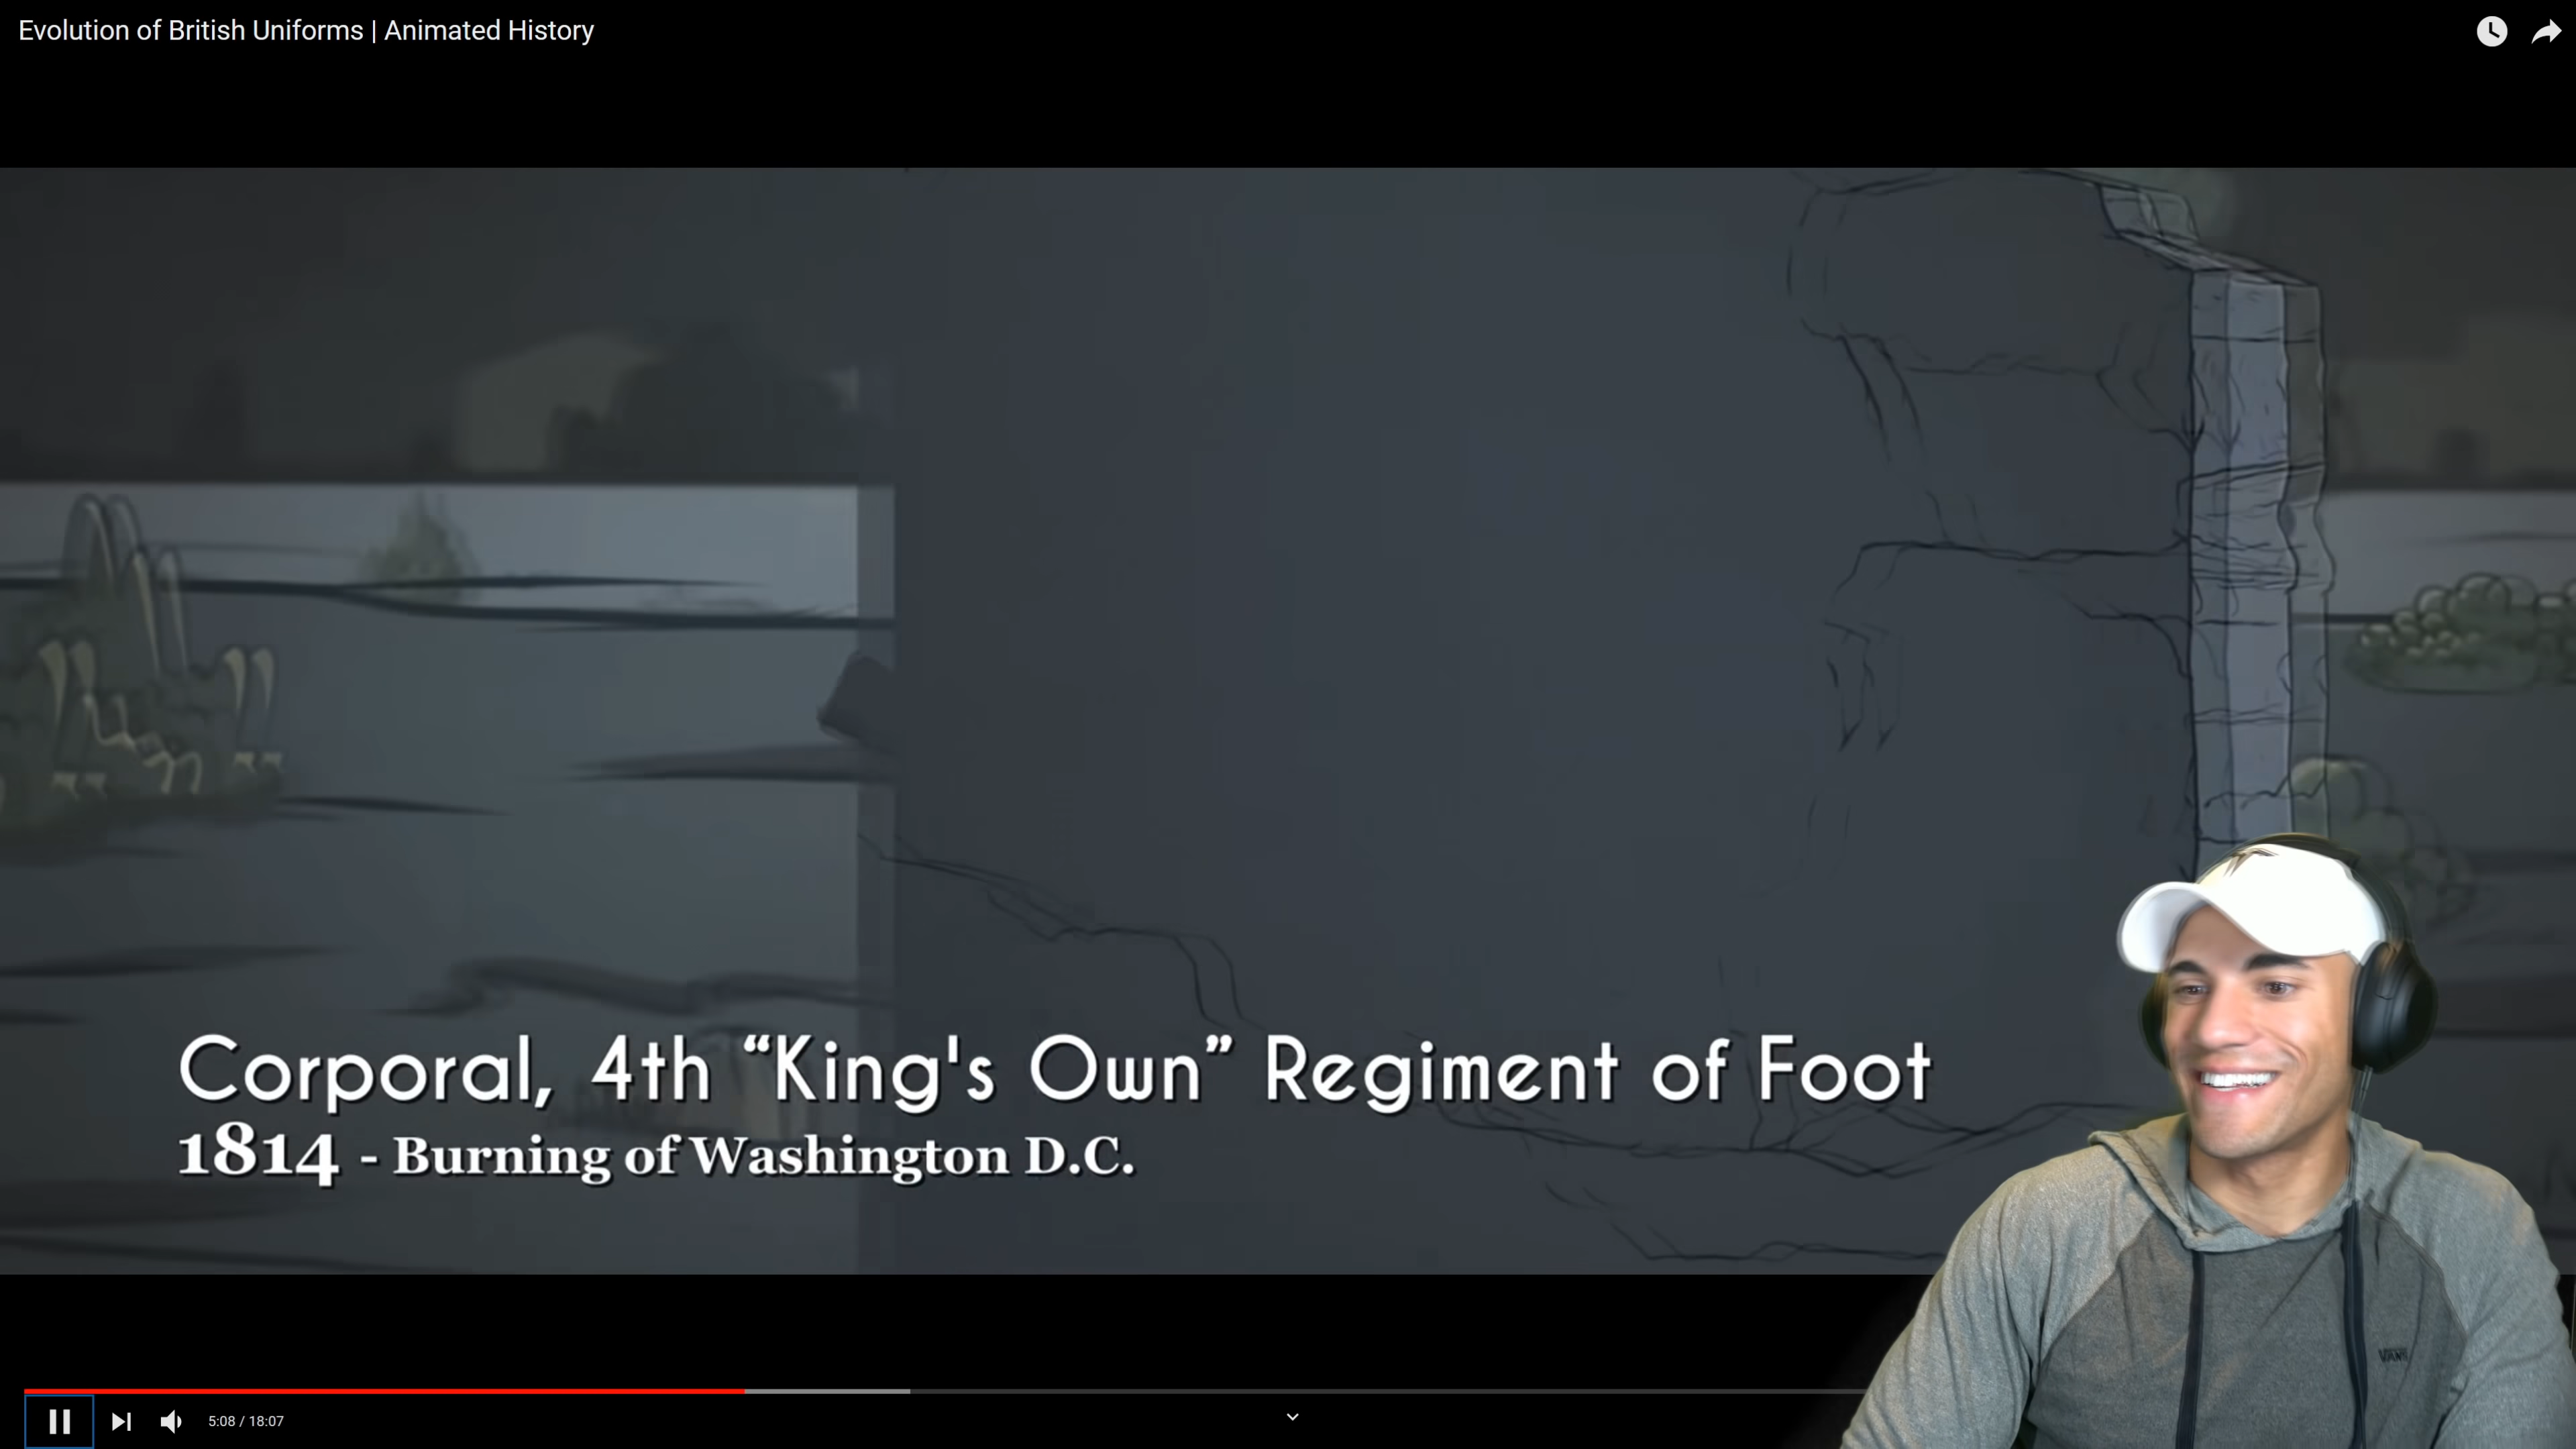 Evolution of British Uniforms | Animated History
Corporal, 4th “King's Own” Regiment of Foot
1814 - Burning of Washington D.C.
VANS
5:08 / 18:07